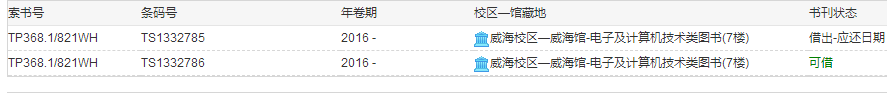 索书号 条码号 年卷期 校区—馆藏地 书刊状态
TP368.1/821WH TS1332785 2016 - 威海校区—威海馆-电子及计算机技术类图书(7楼) 借出-应还日期
TP368.1/821WH TS1332786 2016 - 威海校区—威海馆-电子及计算机技术类图书(7楼) 可借